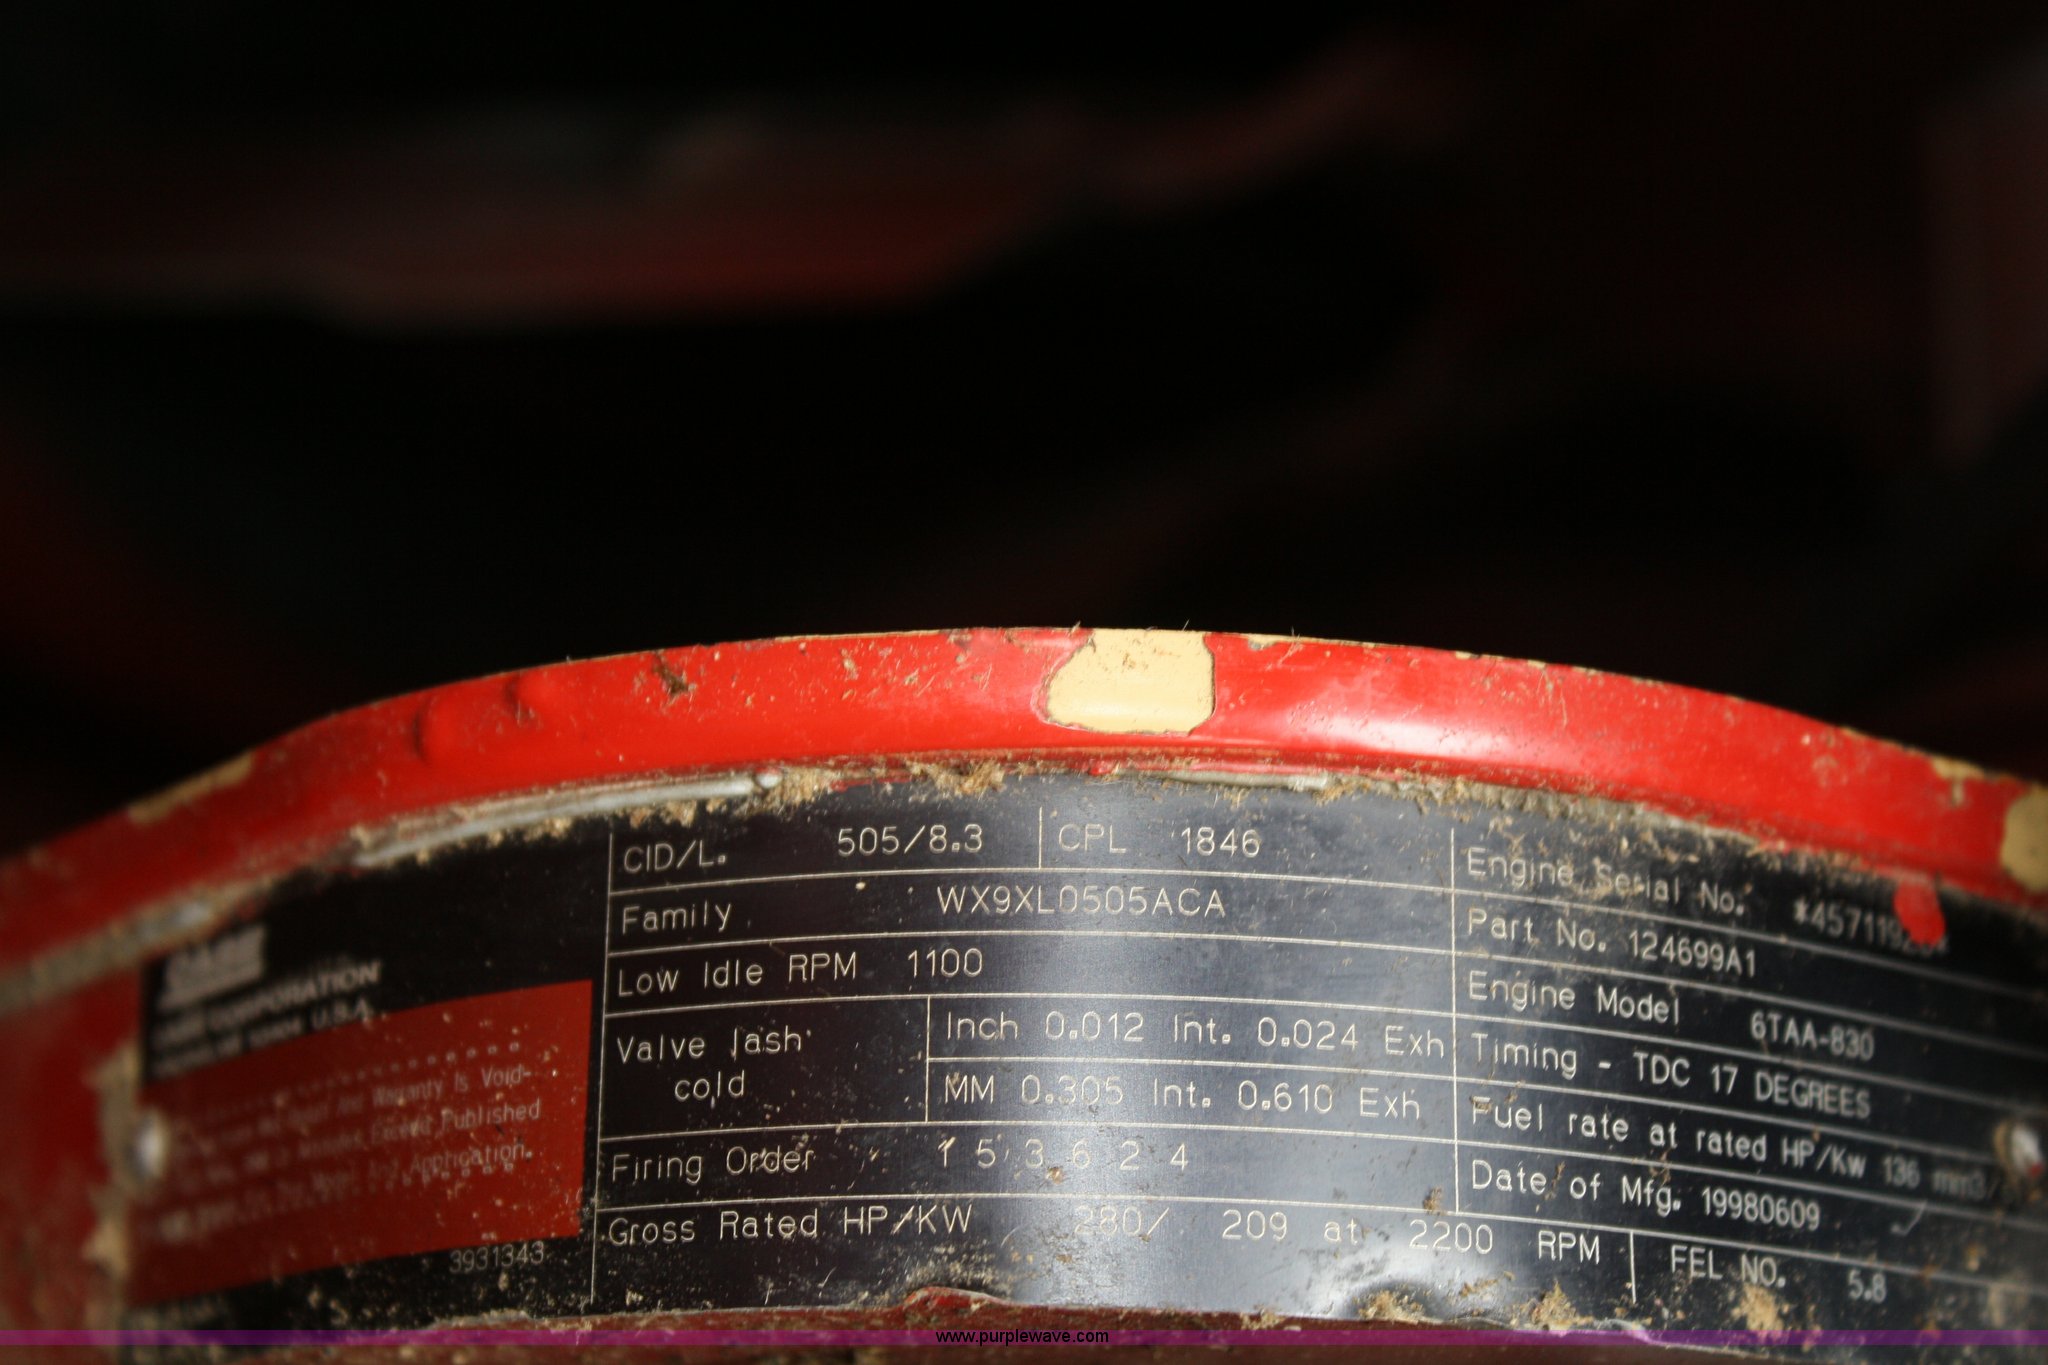 CID/L. 505/8.3 CPL 1846
Family WX9XL0505ACA
Low Idle RPM 1100
Valve lash cold
Inch 0.012 Int. 0.024 Exh
MM 0.305 Int. 0.610 Exh
Firing Order 1 5 3 6 2 4
Gross Rated HP/KW 280/ 209 at 2200 RPM
FEL NO. 5.8
Engine Serial No.
Part No. 124699A1
Engine Model 6TAA-830
Timing - TDC 17 DEGREES
Fuel rate at rated HP/Kw 136 mm3/
Date of Mfg. 19980609
CORPORATION
U.S.A.
And Warranty Is Void
Exceed Published
And Application.
3931343
www.purplewave.com